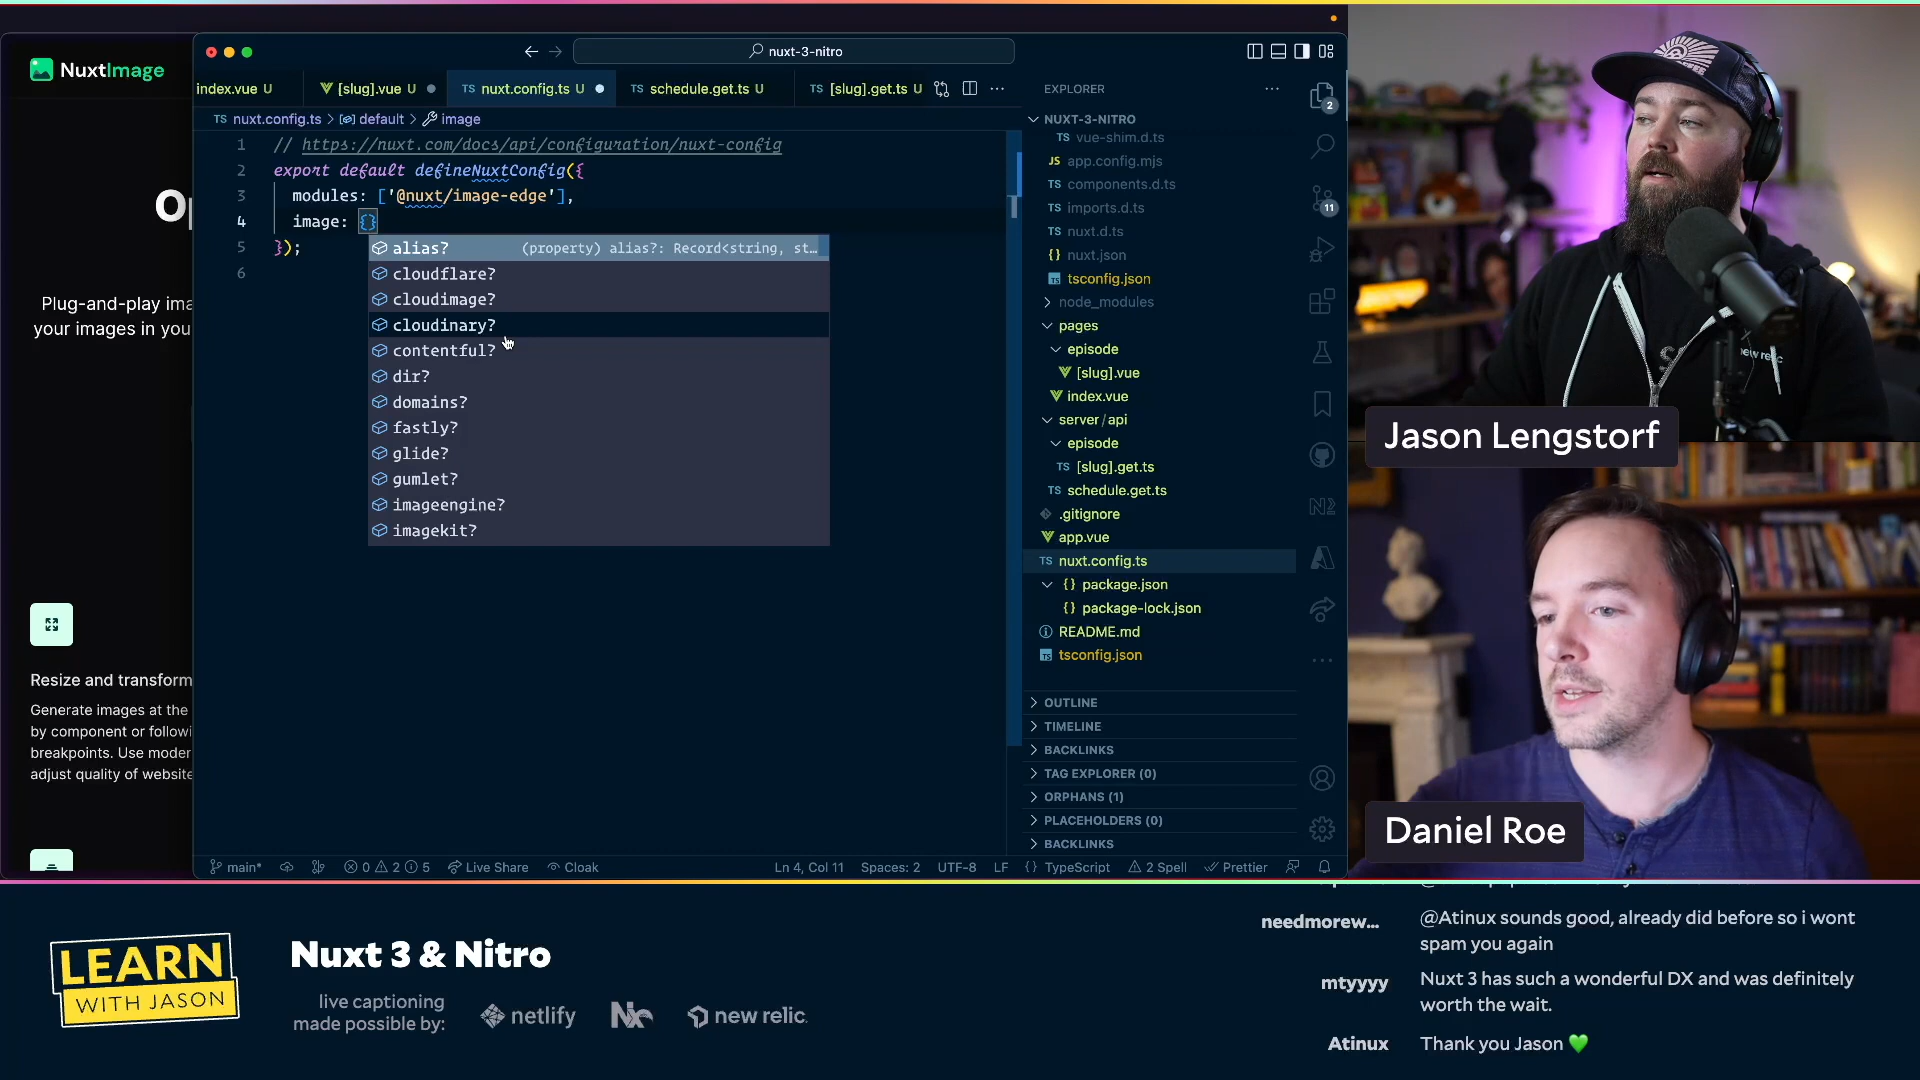 NuxtImage
Op
Plug-and-play ima
your images in you
Resize and transform
Generate images at the
by component or followi
breakpoints. Use moder
adjust quality of website
nuxt-3-nitro
index.vue U
[slug].vue U
TS nuxt.config.ts U
TS schedule.get.ts U
TS [slug].get.ts U
TS nuxt.config.ts > default > image
1 // https://nuxt.com/docs/api/configuration/nuxt-config
2 export default defineNuxtConfig({
3 modules: ['@nuxt/image-edge'],
4 image: {}
5 });
6
alias? (property) alias?: Record<string, st...
cloudflare?
cloudimage?
cloudinary?
contentful?
dir?
domains?
fastly?
glide?
gumlet?
imageengine?
imagekit?
EXPLORER
NUXT-3-NITRO
TS vue-shim.d.ts
JS app.config.mjs
TS components.d.ts
TS imports.d.ts
TS nuxt.d.ts
{} nuxt.json
TS tsconfig.json
node_modules
pages
episode
[slug].vue
index.vue
server/api
episode
TS [slug].get.ts
TS schedule.get.ts
.gitignore
app.vue
TS nuxt.config.ts
{} package.json
{} package-lock.json
README.md
TS tsconfig.json
OUTLINE
TIMELINE
BACKLINKS
TAG EXPLORER (0)
ORPHANS (1)
PLACEHOLDERS (0)
BACKLINKS
2
11
main* 0 2 5 Live Share Cloak Ln 4, Col 11 Spaces: 2 UTF-8 LF {} TypeScript 2 Spell Prettier
new relic
Jason Lengstorf
Daniel Roe
LEARN
WITH JASON
Nuxt 3 & Nitro
live captioning
made possible by:
netlify
Nx
new relic.
needmorew... @Atinux sounds good, already did before so i wont
spam you again
mtyyyy Nuxt 3 has such a wonderful DX and was definitely
worth the wait.
Atinux Thank you Jason 💚